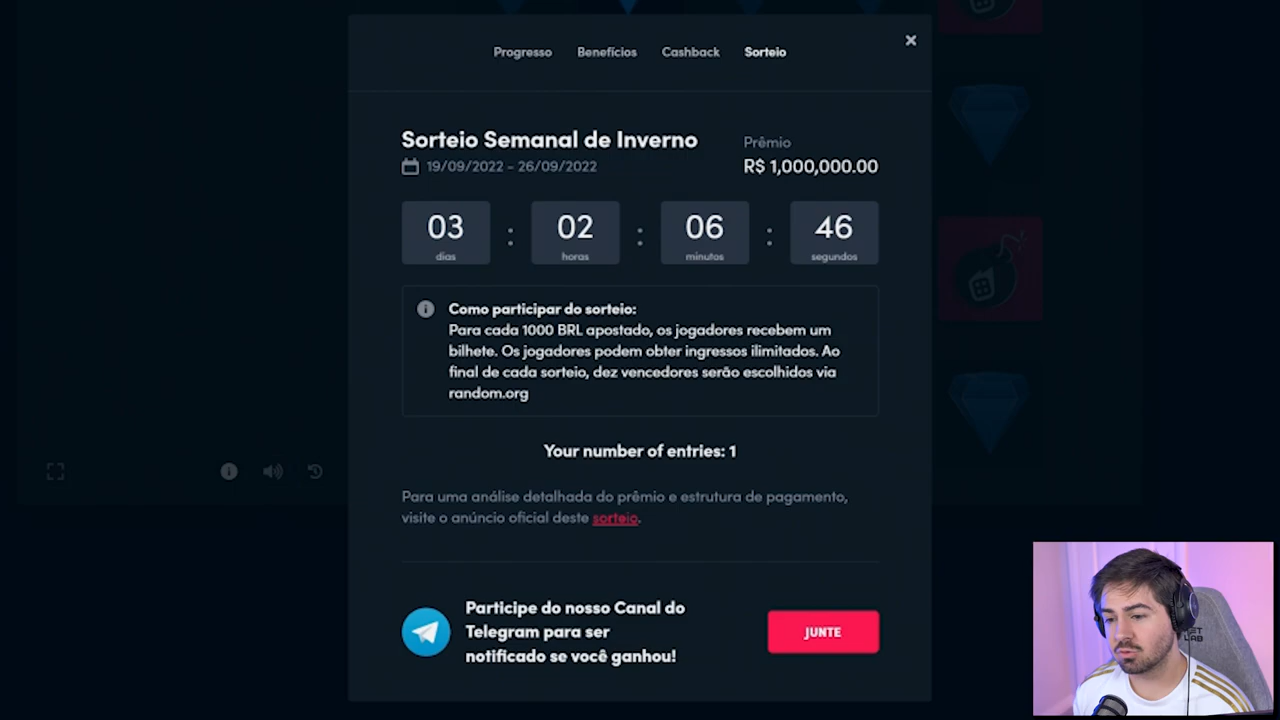 Progresso Benefícios Cashback Sorteio
Sorteio Semanal de Inverno
19/09/2022 - 26/09/2022
Prêmio
R$ 1,000,000.00
03 : 02 : 06 : 46
dias horas minutos segundos
Como participar do sorteio:
Para cada 1000 BRL apostado, os jogadores recebem um
bilhete. Os jogadores podem obter ingressos ilimitados. Ao
final de cada sorteio, dez vencedores serão escolhidos via
random.org
Your number of entries: 1
Para uma análise detalhada do prêmio e estrutura de pagamento,
visite o anúncio oficial deste sorteio.
Participe do nosso Canal do
Telegram para ser
notificado se você ganhou!
JUNTE
LAB